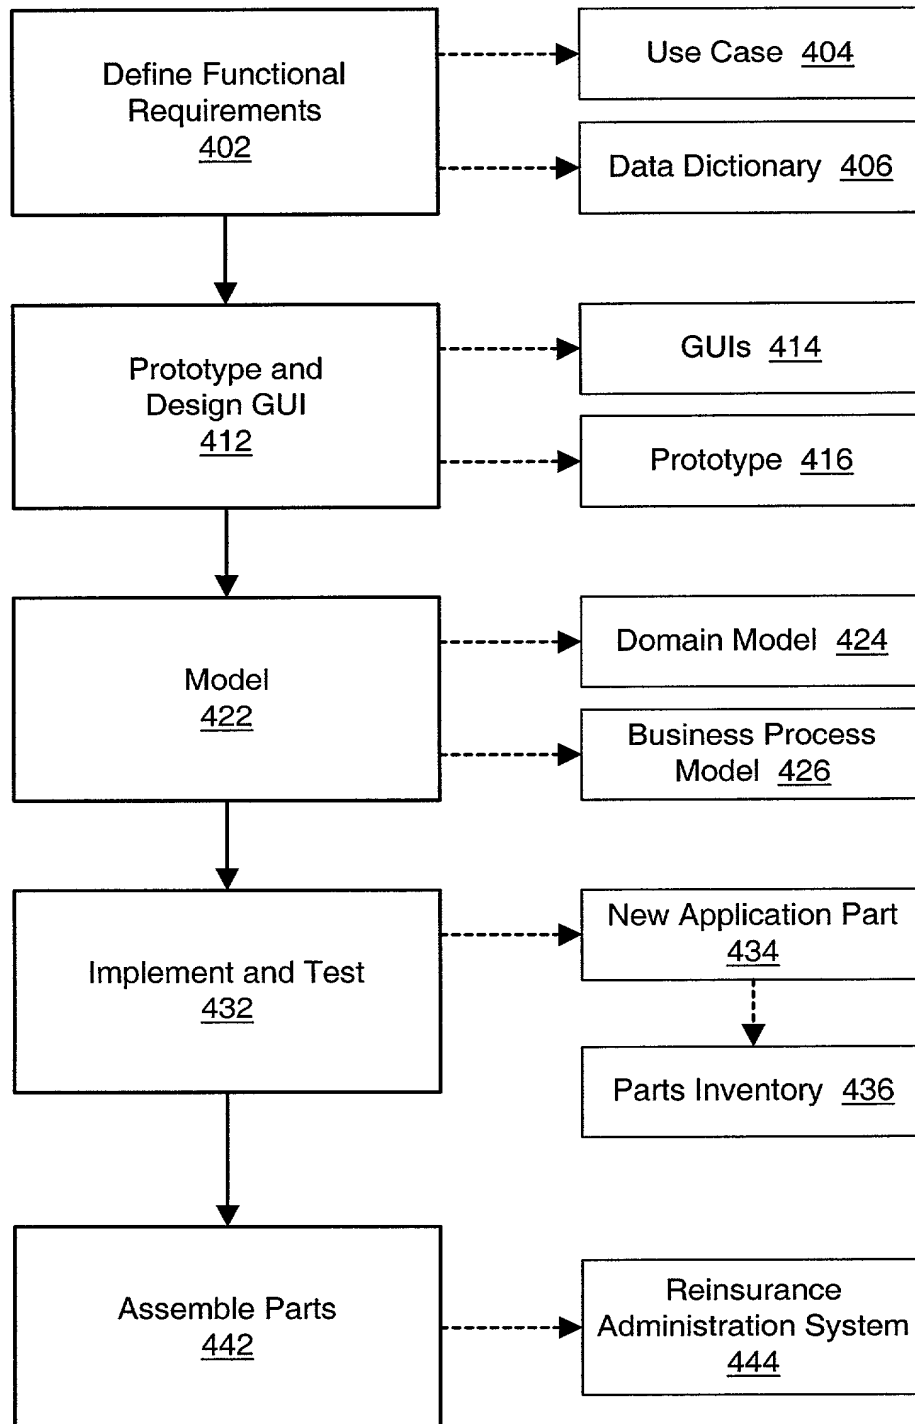 Define Functional
Requirements
402
Use Case 404
Data Dictionary 406
Prototype and
Design GUI
412
GUIs 414
Prototype 416
Model
422
Domain Model 424
Business Process
Model 426
Implement and Test
432
New Application Part
434
Parts Inventory 436
Assemble Parts
442
Reinsurance
Administration System
444